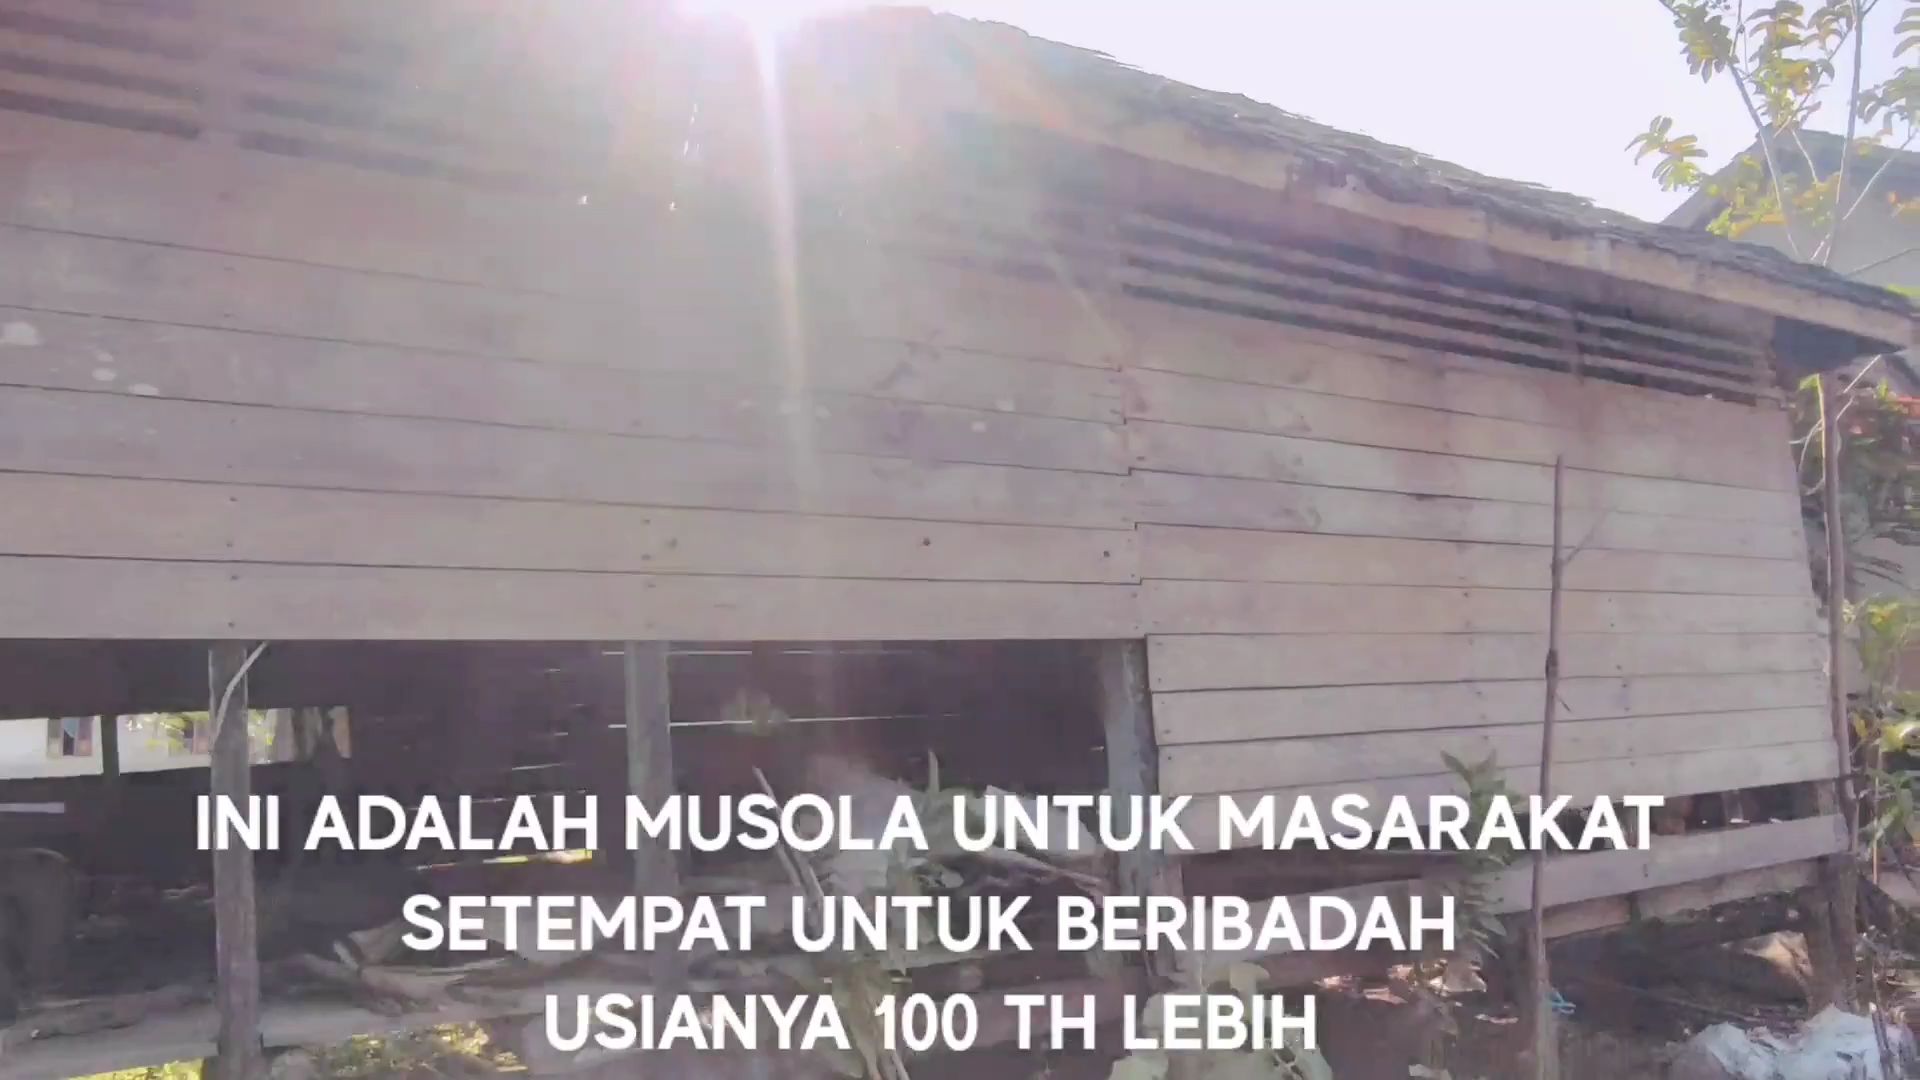 INI ADALAH MUSOLA UNTUK MASARAKAT
SETEMPAT UNTUK BERIBADAH
USIANYA 100 TH LEBIH